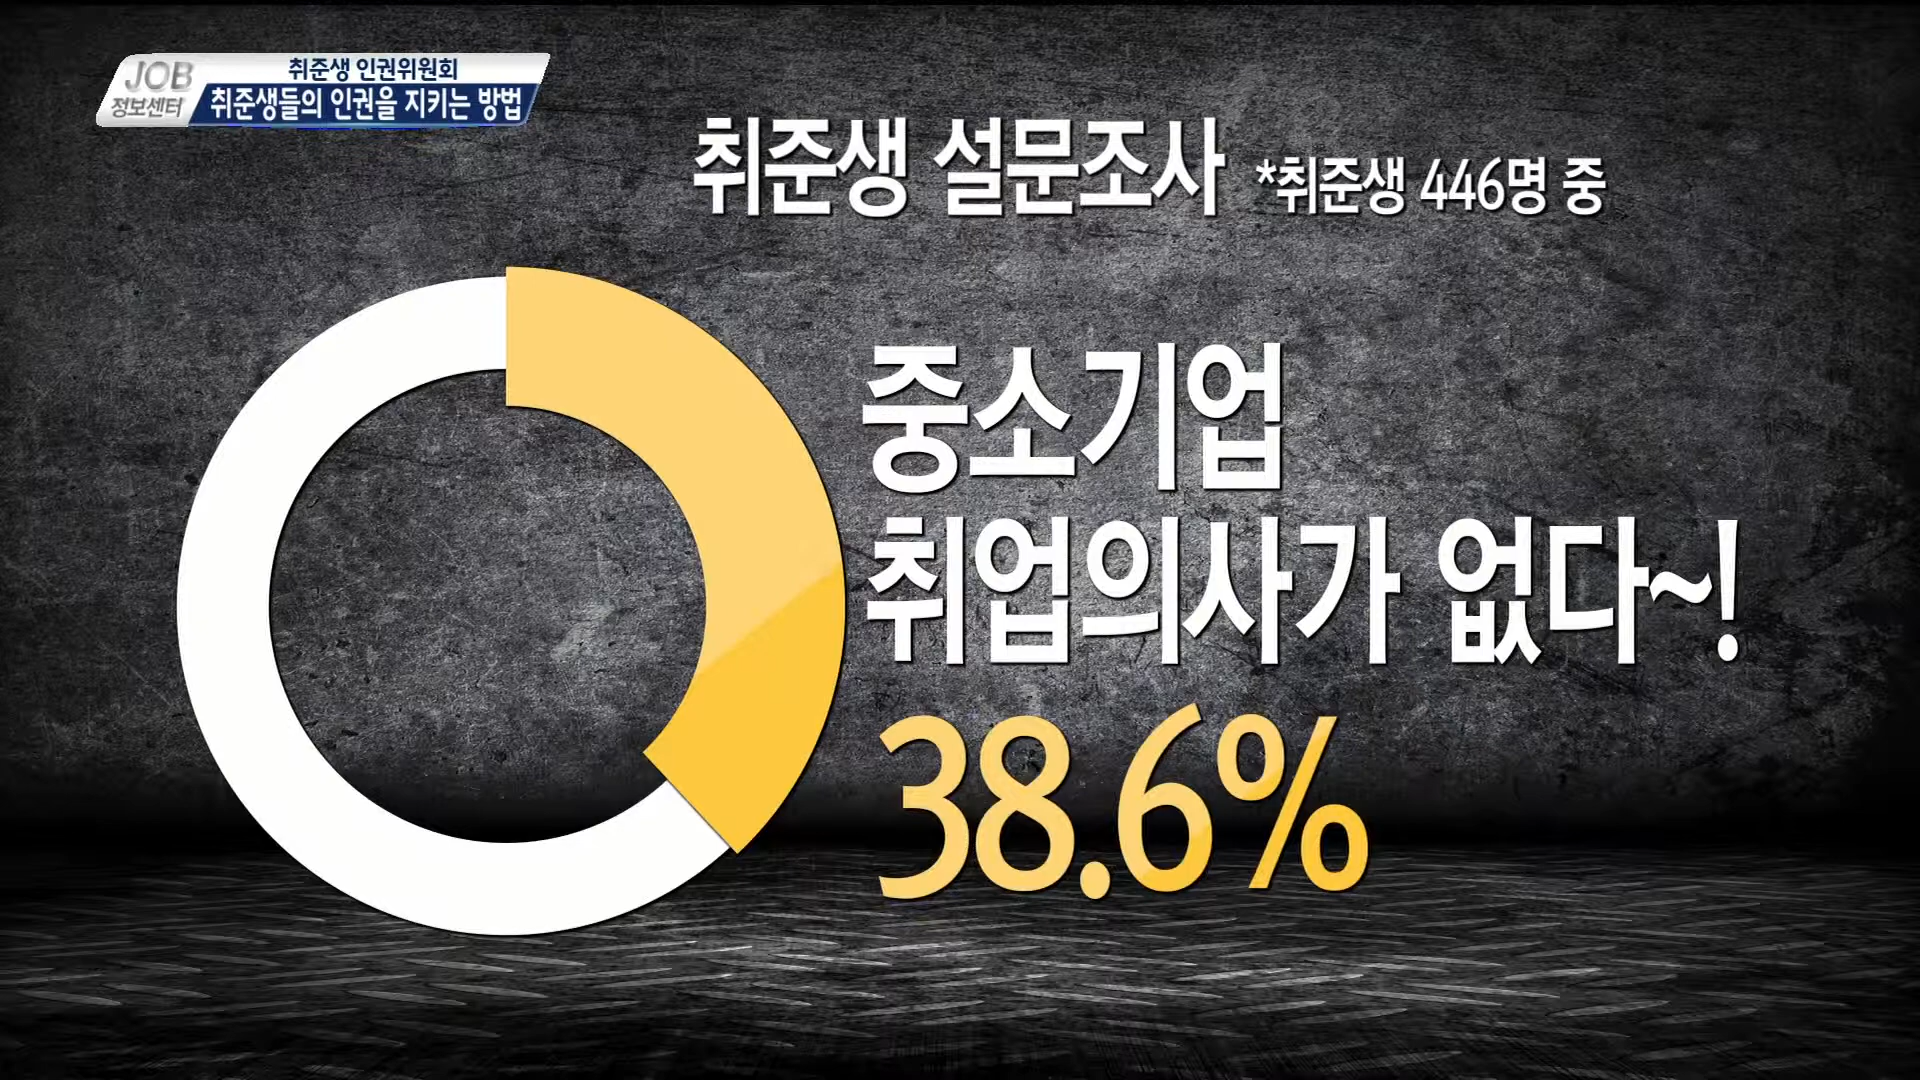 JOB
정보센터
취준생 인권위원회
취준생들의 인권을 지키는 방법
취준생 설문조사 *취준생 446명 중
중소기업
취업의사가 없다~!
38.6%